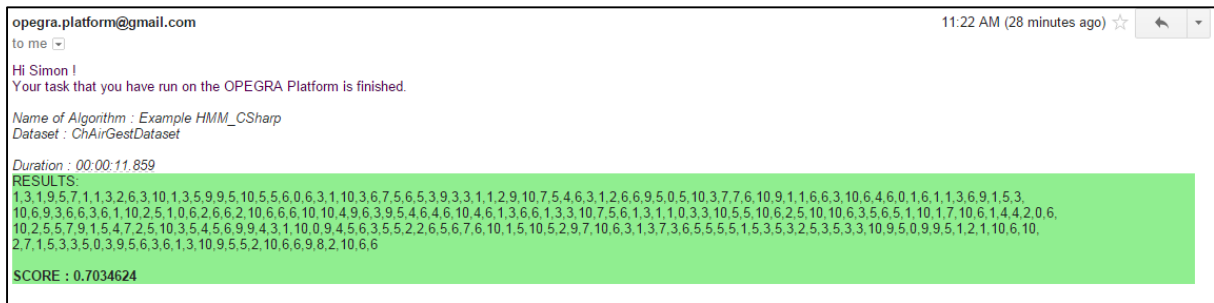 opegra.platform@gmail.com
11:22 AM (28 minutes ago)
to me
Hi Simon !
Your task that you have run on the OPEGRA Platform is finished.
Name of Algorithm : Example HMM_CSharp
Dataset : ChAirGestDataset
Duration : 00:00:11.859
RESULTS:
1,3,1,9,5,7,1,1,3,2,6,3,10,1,3,5,9,9,5,10,5,5,6,0,6,3,1,10,3,6,7,5,6,5,3,9,3,3,1,1,2,9,10,7,5,4,6,3,1,2,6,6,9,5,0,5,10,3,7,7,6,10,9,1,1,6,6,3,10,6,4,6,0,1,6,1,1,3,6,9,1,5,3,
10,6,9,3,6,6,3,6,1,10,2,5,1,0,6,2,6,6,2,10,6,6,6,10,10,4,9,6,3,9,5,4,6,4,6,10,4,6,1,3,6,6,1,3,3,10,7,5,6,1,3,1,1,0,3,3,10,5,5,10,6,2,5,10,10,6,3,5,6,5,1,10,1,7,10,6,1,4,4,2,0,6,
10,2,5,5,7,9,1,5,4,7,2,5,10,3,5,4,5,6,9,9,4,3,1,10,0,9,4,5,6,3,5,5,2,2,6,5,6,7,6,10,1,5,10,5,2,9,7,10,6,3,1,3,7,3,6,5,5,5,5,1,5,3,5,3,2,5,3,5,3,3,10,9,5,0,9,9,5,1,2,1,10,6,10,
2,7,1,5,3,3,5,0,3,9,5,6,3,6,1,3,10,9,5,5,2,10,6,6,9,8,2,10,6,6
SCORE : 0.7034624